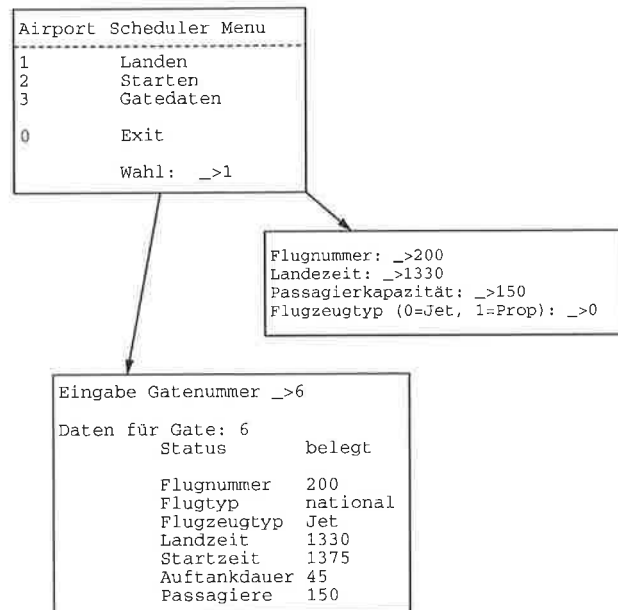 Airport Scheduler Menu
1 Landen
2 Starten
3 Gatedaten
0 Exit
Wahl: _>1
Flugnummer: _>200
Landezeit: _>1330
Passagierkapazität: _>150
Flugzeugtyp (0=Jet, 1=Prop): _>0
Eingabe Gatenummer _>6
Daten für Gate: 6
Status belegt
Flugnummer 200
Flugtyp national
Flugzeugtyp Jet
Landzeit 1330
Startzeit 1375
Auftankdauer 45
Passagiere 150